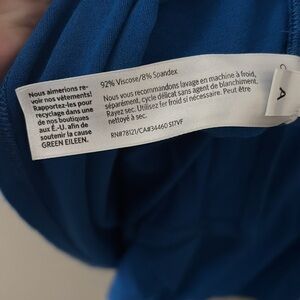 Nous aimerions re-
voir nos vêtements!
Rapportez-les pour
recyclage dans une
de nos boutiques
aux É.-U. afin de
soutenir la cause
GREEN EILEEN.
92% Viscose/8% Spandex
Nous vous recommandons lavage en machine à froid,
séparément, cycle délicat sans agent de blanchiment.
Rayez sec. Utilisez fer froid si nécessaire. Peut être
nettoyé à sec.
RN#78121/CA#34460 S17VF
A